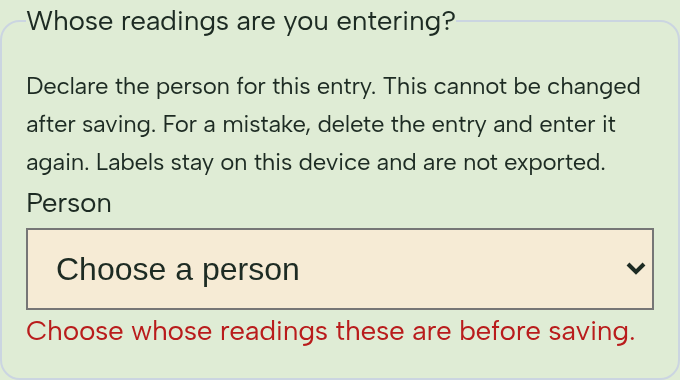 Whose readings are you entering?
Declare the person for this entry. This cannot be changed
after saving. For a mistake, delete the entry and enter it
again. Labels stay on this device and are not exported.
Person
Choose a person
Choose whose readings these are before saving.